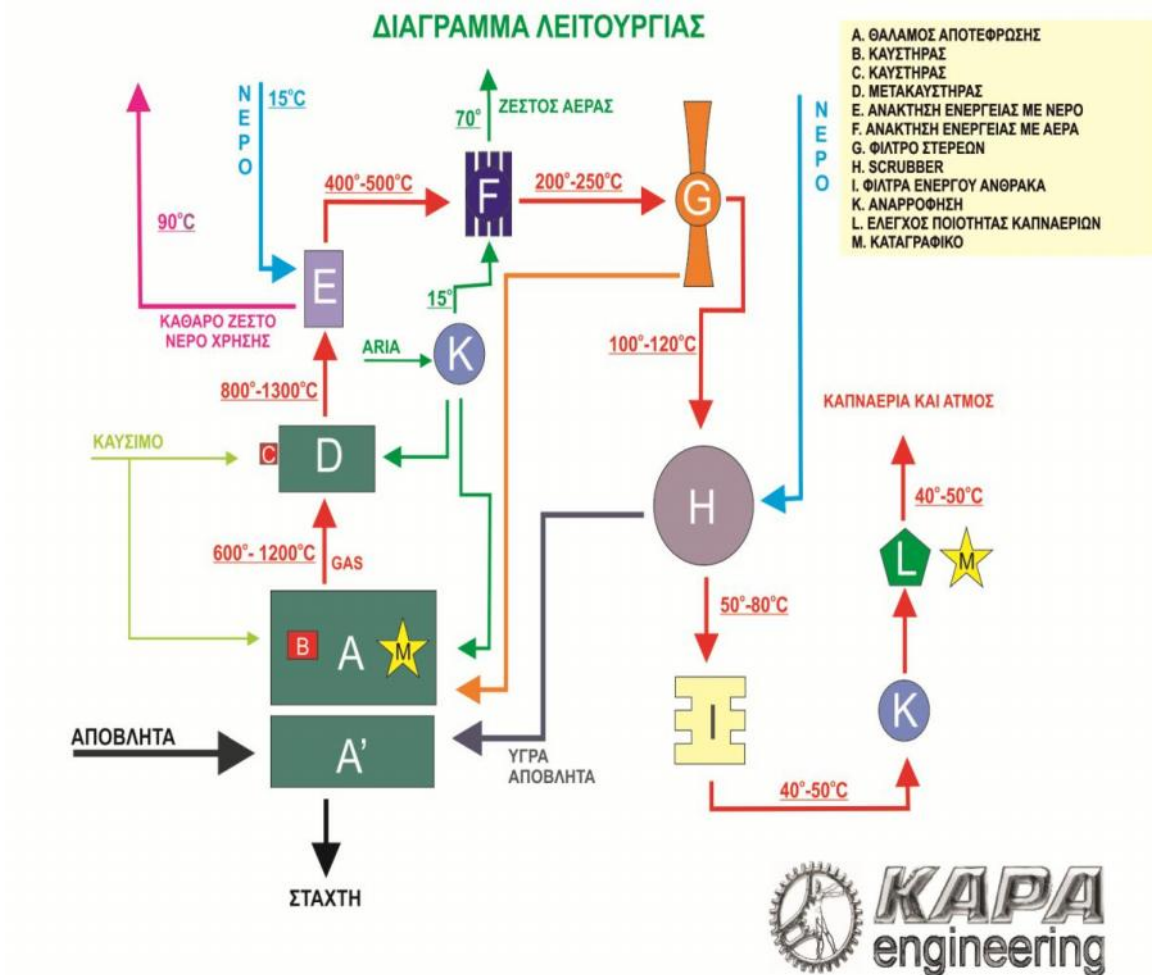 ΔΙΑΓΡΑΜΜΑ ΛΕΙΤΟΥΡΓΙΑΣ
Α. ΘΑΛΑΜΟΣ ΑΠΟΤΕΦΡΩΣΗΣ
Β. ΚΑΥΣΤΗΡΑΣ
C. ΚΑΥΣΤΗΡΑΣ
D. ΜΕΤΑΚΑΥΣΤΗΡΑΣ
E. ΑΝΑΚΤΗΣΗ ΕΝΕΡΓΕΙΑΣ ΜΕ ΝΕΡΟ
F. ΑΝΑΚΤΗΣΗ ΕΝΕΡΓΕΙΑΣ ΜΕ ΑΕΡΑ
G. ΦΙΛΤΡΟ ΣΤΕΡΕΩΝ
H. SCRUBBER
I. ΦΙΛΤΡΑ ΕΝΕΡΓΟΥ ΑΝΘΡΑΚΑ
K. ΑΝΑΡΡΟΦΗΣΗ
L. ΕΛΕΓΧΟΣ ΠΟΙΟΤΗΤΑΣ ΚΑΠΝΑΕΡΙΩΝ
M. ΚΑΤΑΓΡΑΦΙΚΟ
ΝΕΡΟ
15°C
70°
ΖΕΣΤΟΣ ΑΕΡΑΣ
ΝΕΡΟ
400°-500°C
F
200°-250°C
G
90°C
E
15°
ΚΑΘΑΡΟ ΖΕΣΤΟ
ΝΕΡΟ ΧΡΗΣΗΣ
ARIA
K
100°-120°C
800°-1300°C
ΚΑΠΝΑΕΡΙΑ ΚΑΙ ΑΤΜΟΣ
ΚΑΥΣΙΜΟ
C
D
H
40°-50°C
600°- 1200°C
GAS
L
M
50°-80°C
B
A
M
I
K
ΑΠΟΒΛΗΤΑ
A'
ΥΓΡΑ
ΑΠΟΒΛΗΤΑ
40°-50°C
ΣΤΑΧΤΗ
KAPA
engineering